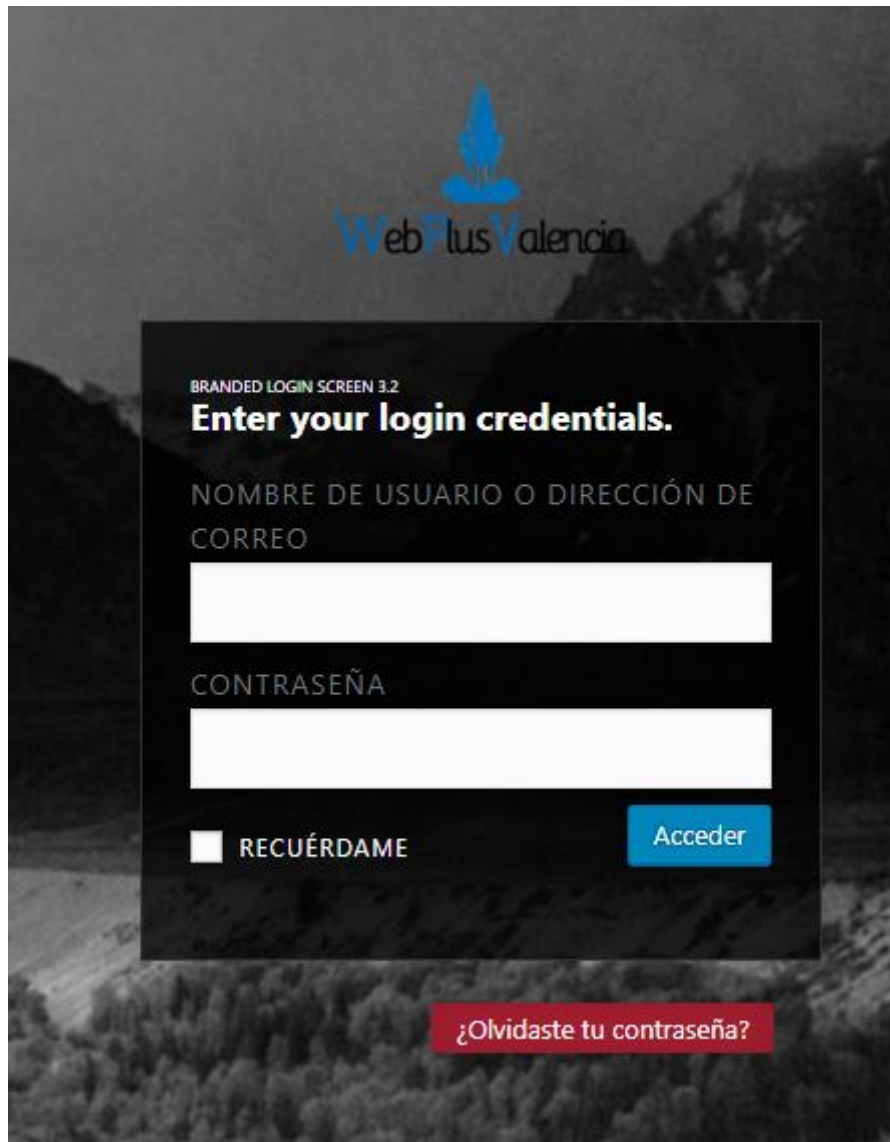 WebPlusValencia
BRANDED LOGIN SCREEN 3.2
Enter your login credentials.
NOMBRE DE USUARIO O DIRECCIÓN DE
CORREO
CONTRASEÑA
RECUÉRDAME
Acceder
¿Olvidaste tu contraseña?